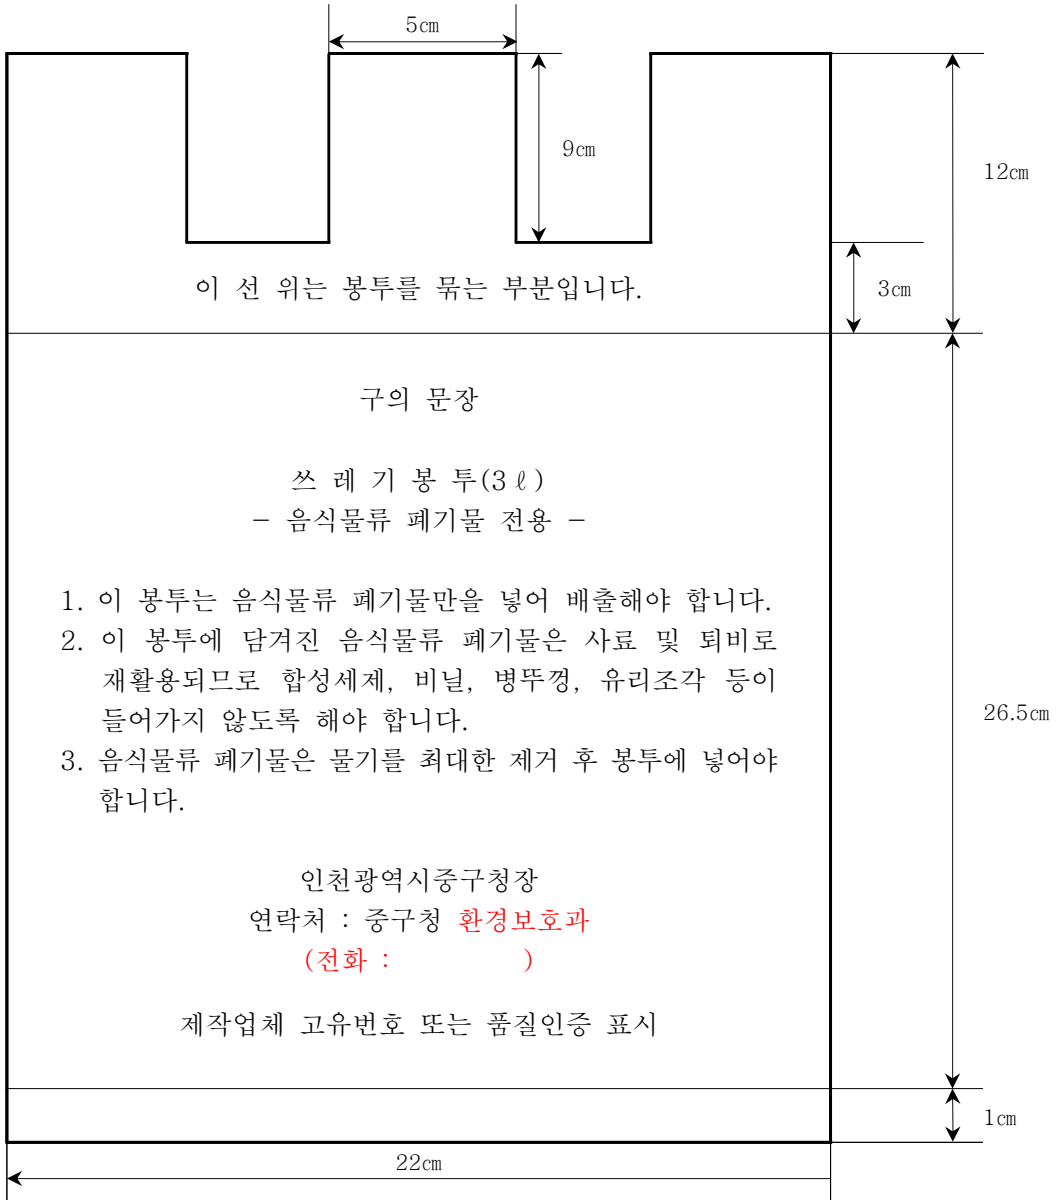 5㎝
9㎝
12㎝
이 선 위는 봉투를 묶는 부분입니다.
3㎝
구의 문장
쓰 레 기 봉 투(3ℓ)
- 음식물류 폐기물 전용 -
1. 이 봉투는 음식물류 폐기물만을 넣어 배출해야 합니다.
2. 이 봉투에 담겨진 음식물류 폐기물은 사료 및 퇴비로
재활용되므로 합성세제, 비닐, 병뚜껑, 유리조각 등이
들어가지 않도록 해야 합니다.
26.5㎝
3. 음식물류 폐기물은 물기를 최대한 제거 후 봉투에 넣어야
합니다.
인천광역시중구청장
연락처 : 중구청 환경보호과
(전화 : )
제작업체 고유번호 또는 품질인증 표시
1㎝
22㎝